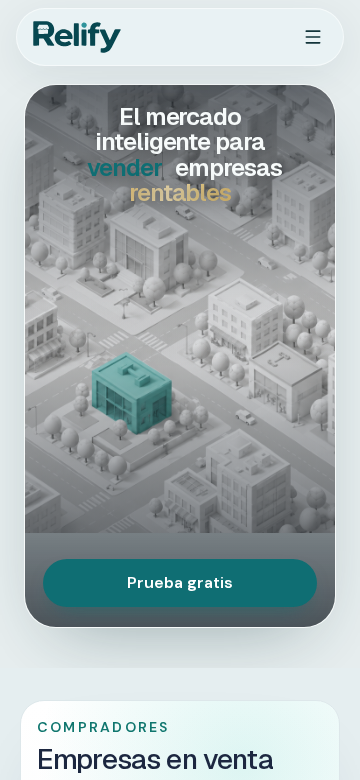 Relify
El mercado
inteligente para
vender empresas
rentables
Prueba gratis
COMPRADORES
Empresas en venta